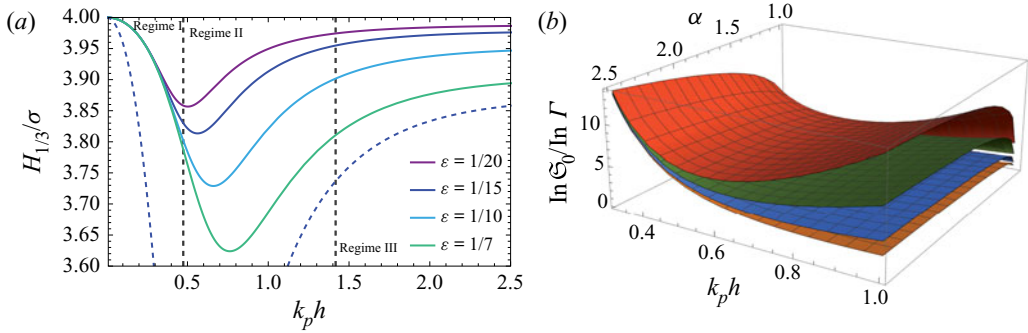 (a)
4.00
3.95
3.90
3.85
3.80
3.75
3.70
3.65
3.60
H1/3/σ
Regime I
Regime II
Regime III
ε = 1/20
ε = 1/15
ε = 1/10
ε = 1/7
0.5
1.0
1.5
2.0
2.5
kph
(b)
α
1.0
1.5
2.0
2.5
10
5
0
ln 𝔖0/ln Γ
0.4
0.6
0.8
1.0
kph